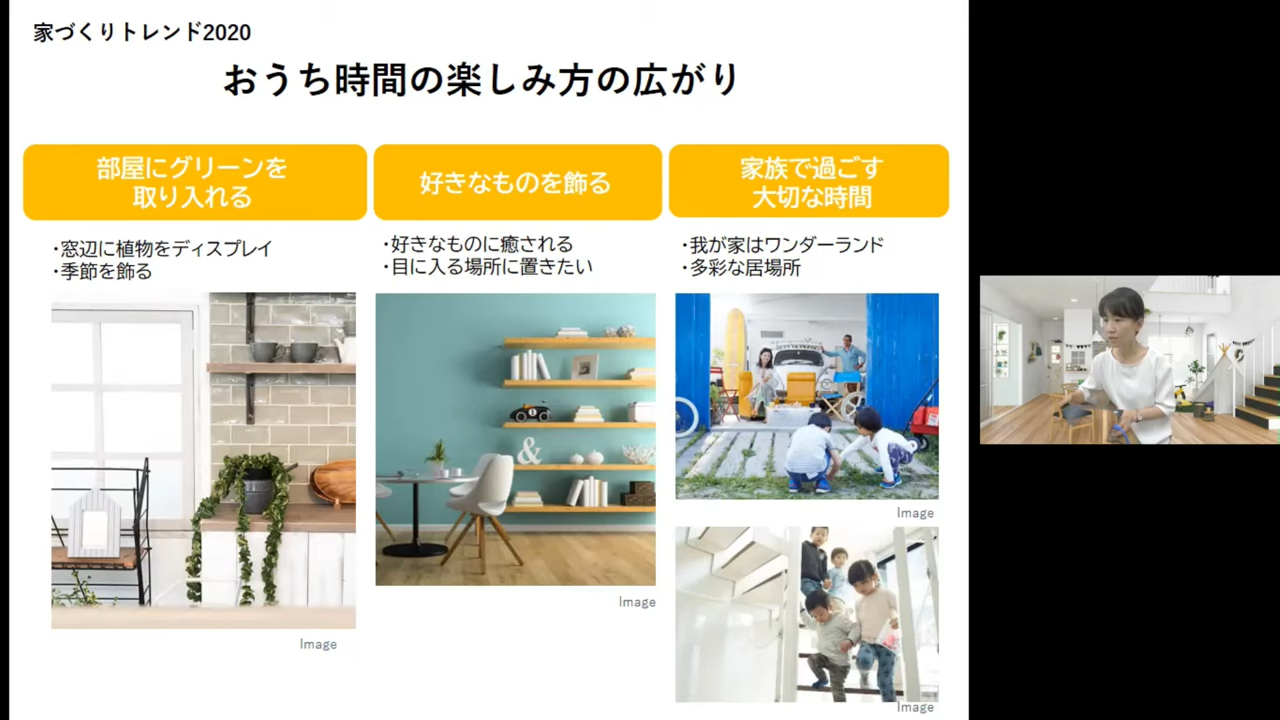 家づくりトレンド2020
おうち時間の楽しみ方の広がり
部屋にグリーンを
取り入れる
・窓辺に植物をディスプレイ
・季節を飾る
Image
好きなものを飾る
・好きなものに癒される
・目に入る場所に置きたい
&
Image
家族で過ごす
大切な時間
・我が家はワンダーランド
・多彩な居場所
Image
Image